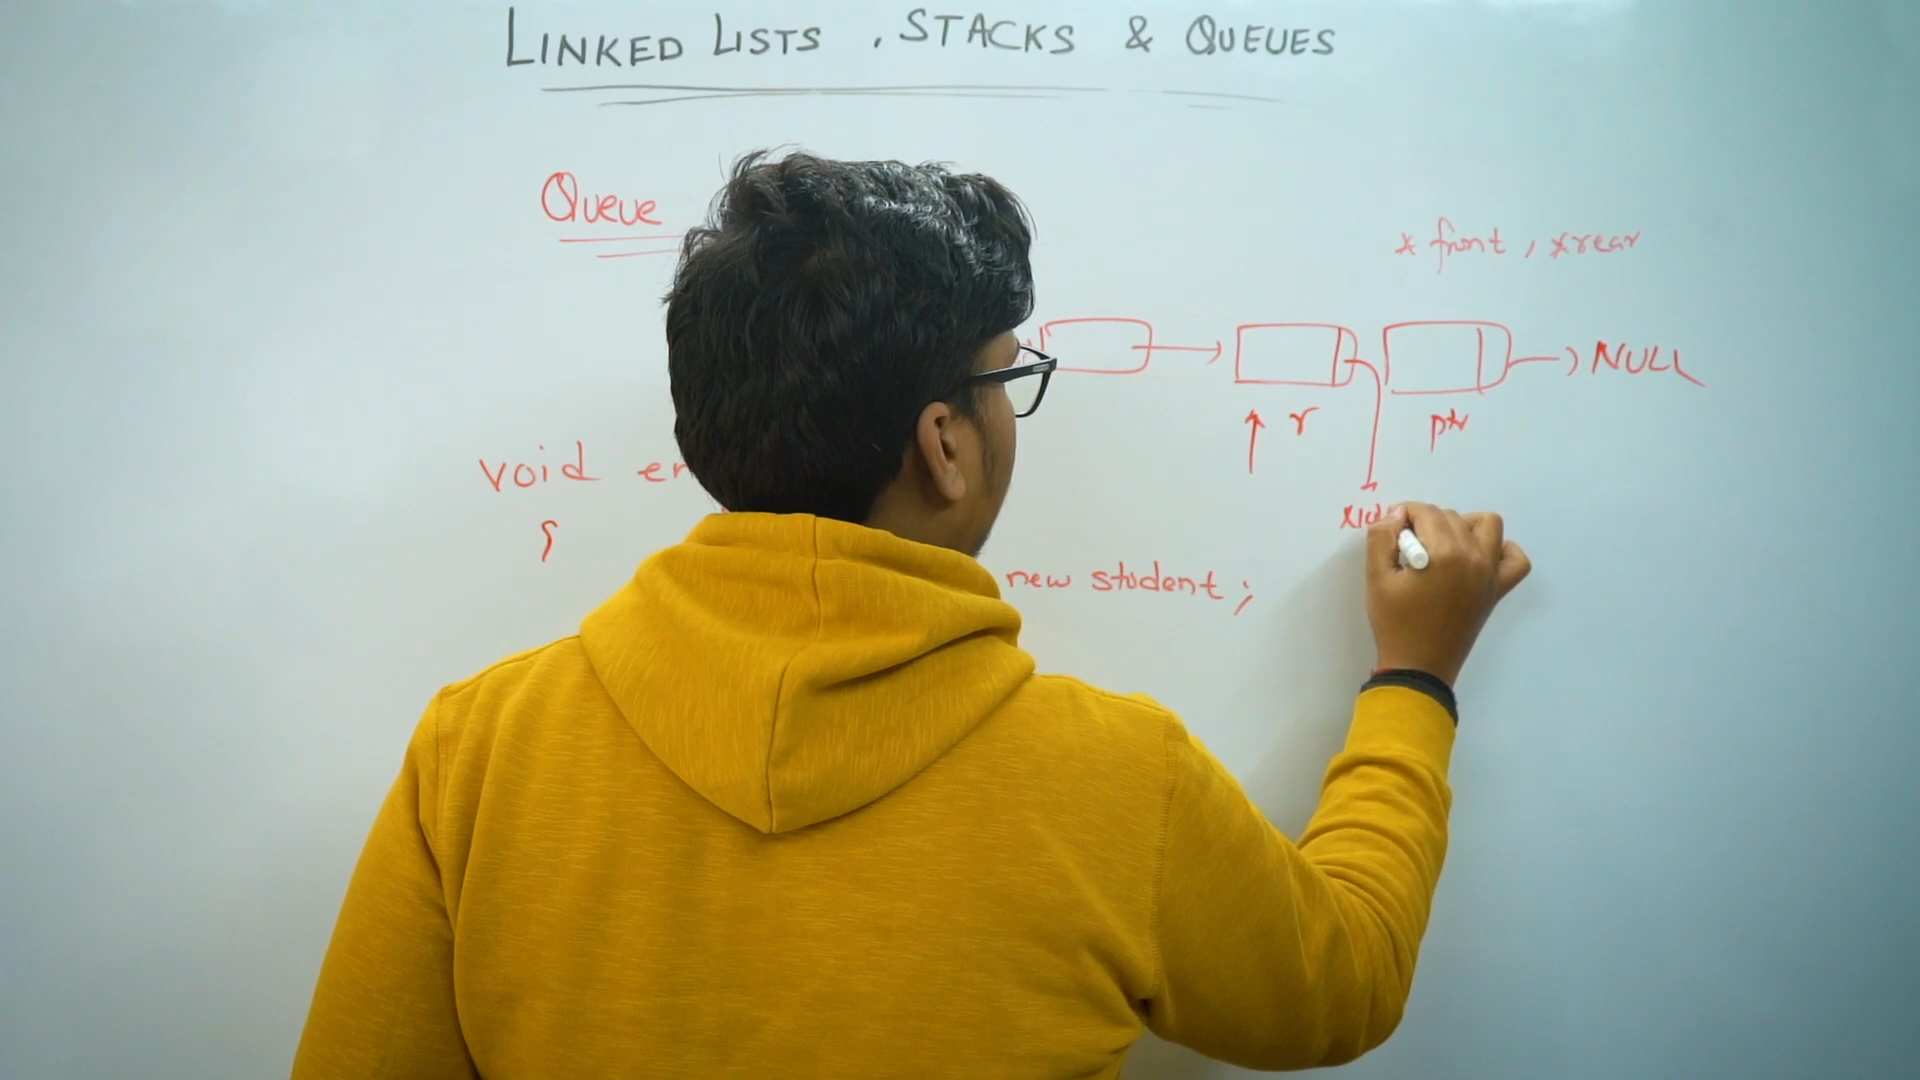 LINKED LISTS , STACKS & QUEUES
Queue
* front , *rear
NULL
r
ptr
void en
{
new student ;